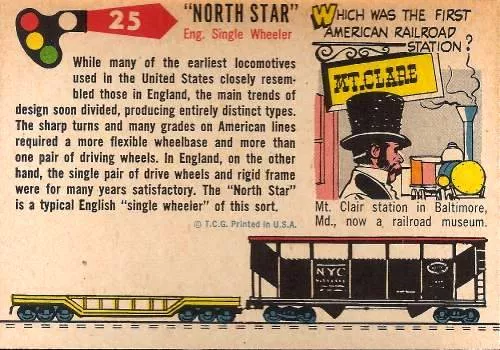 25
"NORTH STAR"
Eng. Single Wheeler
While many of the earliest locomotives
used in the United States closely resem-
bled those in England, the main trends of
design soon divided, producing entirely distinct types.
The sharp turns and many grades on American lines
required a more flexible wheelbase and more than
one pair of driving wheels. In England, on the other
hand, the single pair of drive wheels and rigid frame
were for many years satisfactory. The "North Star"
is a typical English "single wheeler" of this sort.
© T.C.G. Printed in U.S.A.
WHICH WAS THE FIRST
AMERICAN RAILROAD
STATION?
MT. CLARE
Mt. Clair station in Baltimore,
Md., now a railroad museum.
NYC